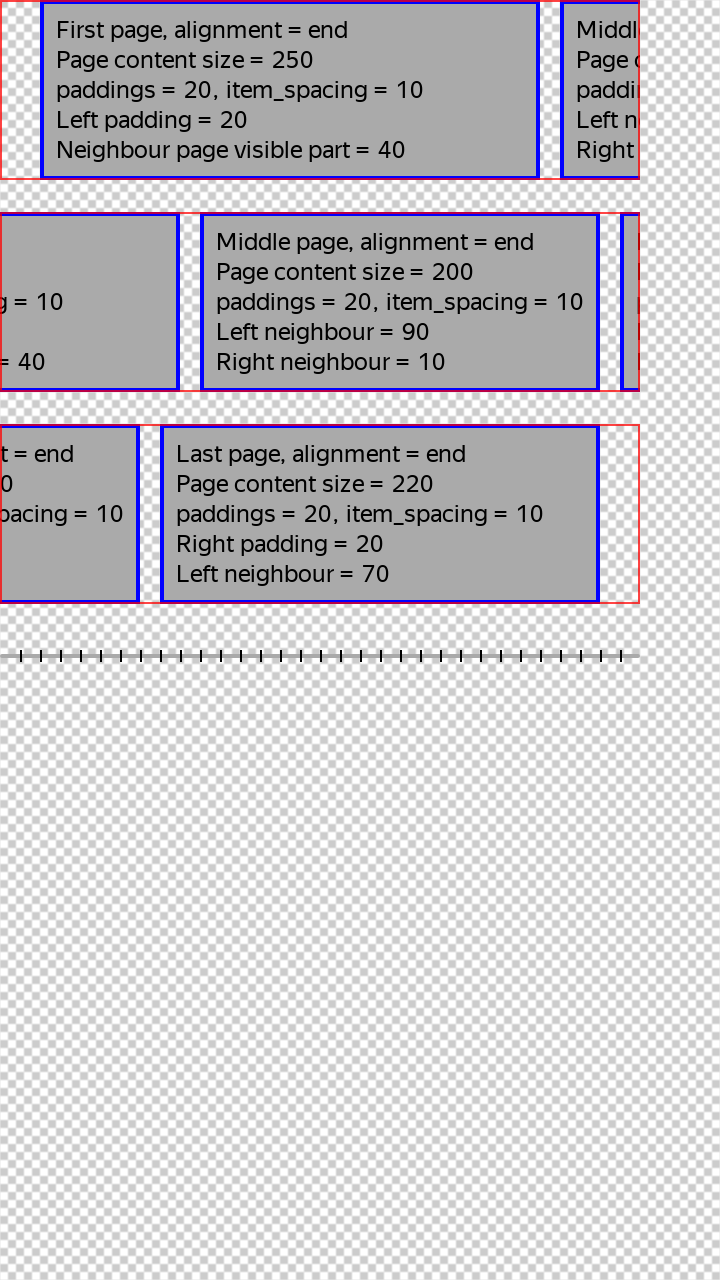 First page, alignment = end
Page content size = 250
paddings = 20, item_spacing = 10
Left padding = 20
Neighbour page visible part = 40
Middl
Page
paddi
Left n
Right
= 10
= 40
Middle page, alignment = end
Page content size = 200
paddings = 20, item_spacing = 10
Left neighbour = 90
Right neighbour = 10
t = end
0
pacing = 10
Last page, alignment = end
Page content size = 220
paddings = 20, item_spacing = 10
Right padding = 20
Left neighbour = 70